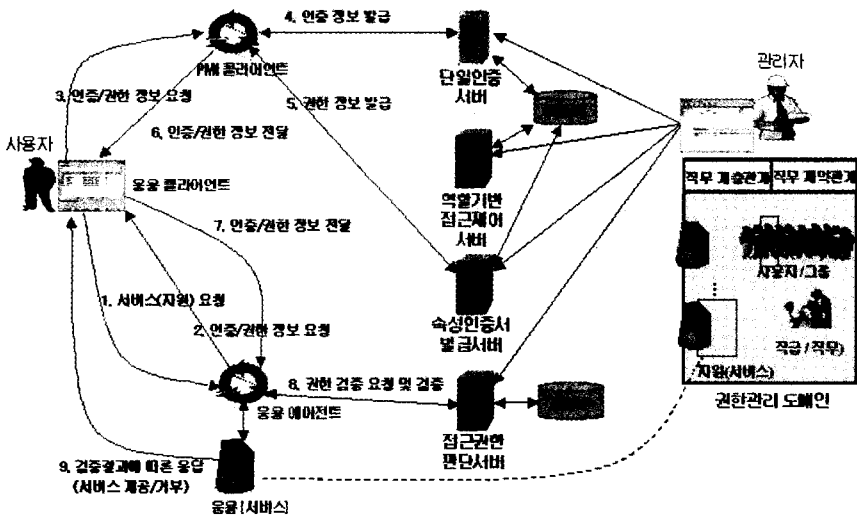 4. 인증 정보 발급
관리자
PMI 클라이언트
단일인증
서버
3. 인증/권한 정보 요청
5. 권한 정보 발급
6. 인증/권한 정보 전달
사용자
응용 클라이언트
직무 계층관계
직무 제약관계
역할기반
접근제어
서버
7. 인증/권한 정보 전달
사용자/그룹
1. 서비스(자원) 요청
속성인증서
발급서버
2. 인증/권한 정보 요청
직급/직무)
자원(서비스)
8. 권한 검증 요청 및 검증
권한관리 도메인
응용 에이전트
접근권한
판단서버
9. 검증결과에 따른 응답
(서비스 제공/거부)
응용(서비스)